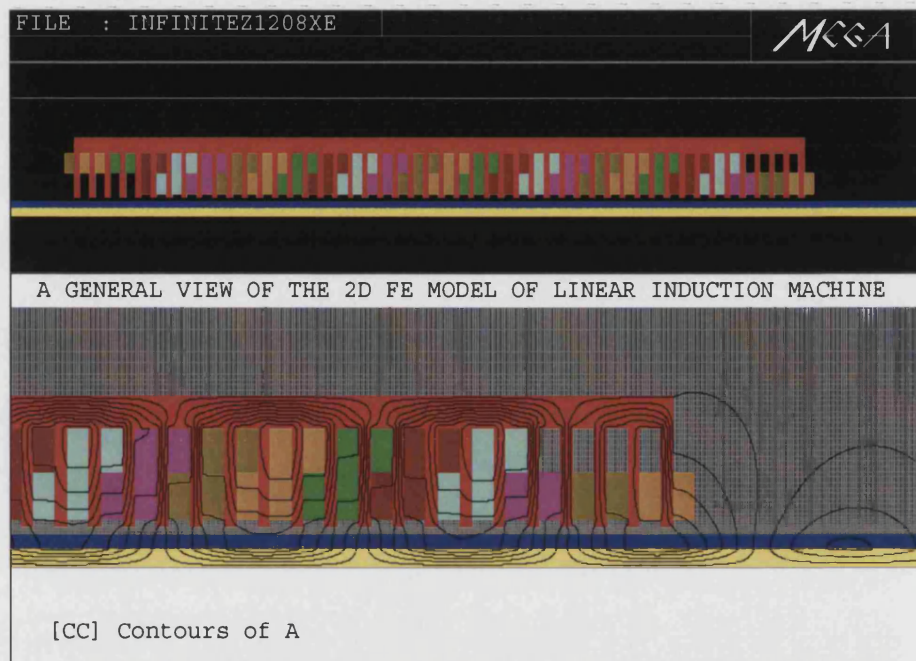 FILE : INFINITEZ1208XE
MEGA
A GENERAL VIEW OF THE 2D FE MODEL OF LINEAR INDUCTION MACHINE
[CC] Contours of A